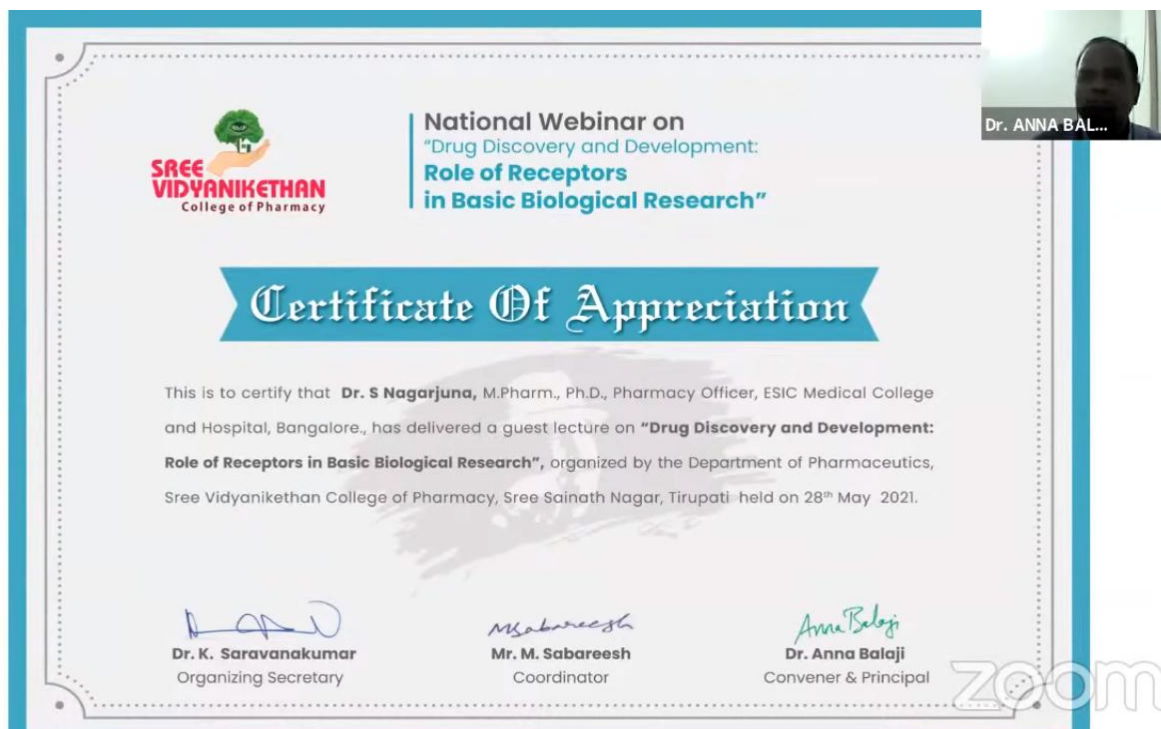 SREE
VIDYANIKETHAN
College of Pharmacy
National Webinar on
"Drug Discovery and Development:
Role of Receptors
in Basic Biological Research"
Dr. ANNA BAL...
Certificate Of Appreciation
This is to certify that Dr. S Nagarjuna, M.Pharm., Ph.D., Pharmacy Officer, ESIC Medical College
and Hospital, Bangalore., has delivered a guest lecture on "Drug Discovery and Development:
Role of Receptors in Basic Biological Research", organized by the Department of Pharmaceutics,
Sree Vidyanikethan College of Pharmacy, Sree Sainath Nagar, Tirupati held on 28th May 2021.
MSabareesh
Anna Balaji
Dr. K. Saravanakumar
Mr. M. Sabareesh
Dr. Anna Balaji
Organizing Secretary
Coordinator
Convener & Principal
zoom